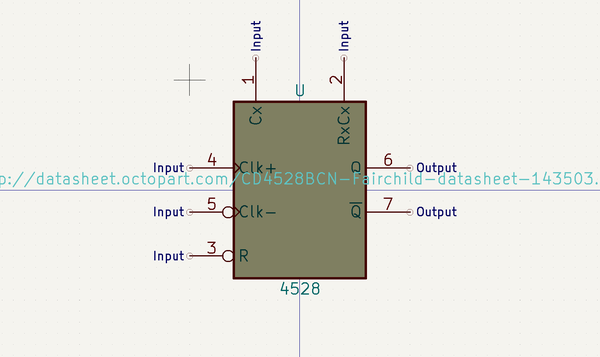 Input Input
1 2
U
Cx RxCx
Input 4 Clk+ Q 6 Output
p://datasheet.octopart.com/CD4528BCN-Fairchild-datasheet-143503.
Input 5 Clk- Q̅ 7 Output
Input 3 R
4528